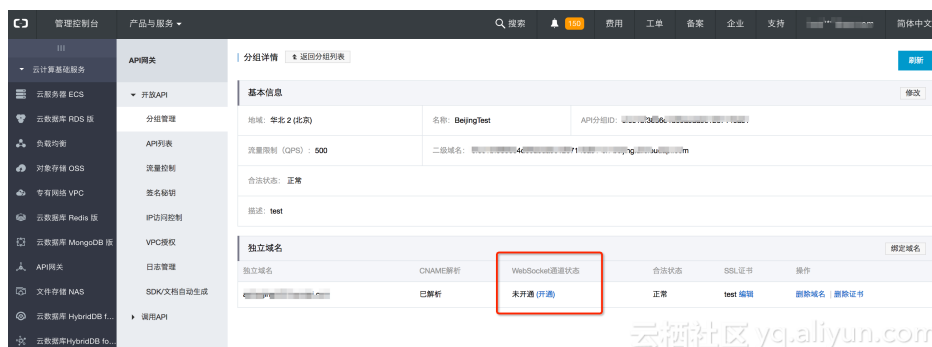 管理控制台 产品与服务 搜索 150 费用 工单 备案 企业 支持 简体中文
云计算基础服务
云服务器 ECS
云数据库 RDS 版
负载均衡
对象存储 OSS
专有网络 VPC
云数据库 Redis 版
云数据库 MongoDB 版
API网关
文件存储 NAS
云数据库 HybridDB f...
云数据库HybridDB fo...
API网关
开放API
分组管理
API列表
流量控制
签名秘钥
IP访问控制
VPC授权
日志管理
SDK/文档自动生成
调用API
分组详情 返回分组列表 刷新
基本信息 修改
地域: 华北 2 (北京) 名称: BeijingTest API分组ID:
流量限制（QPS）: 500 二级域名:
合法状态: 正常
描述: test
独立域名 绑定域名
独立域名 CNAME解析 WebSocket通道状态 合法状态 SSL证书 操作
已解析 未开通 (开通) 正常 test 编辑 删除域名 | 删除证书
云栖社区 yq.aliyun.com